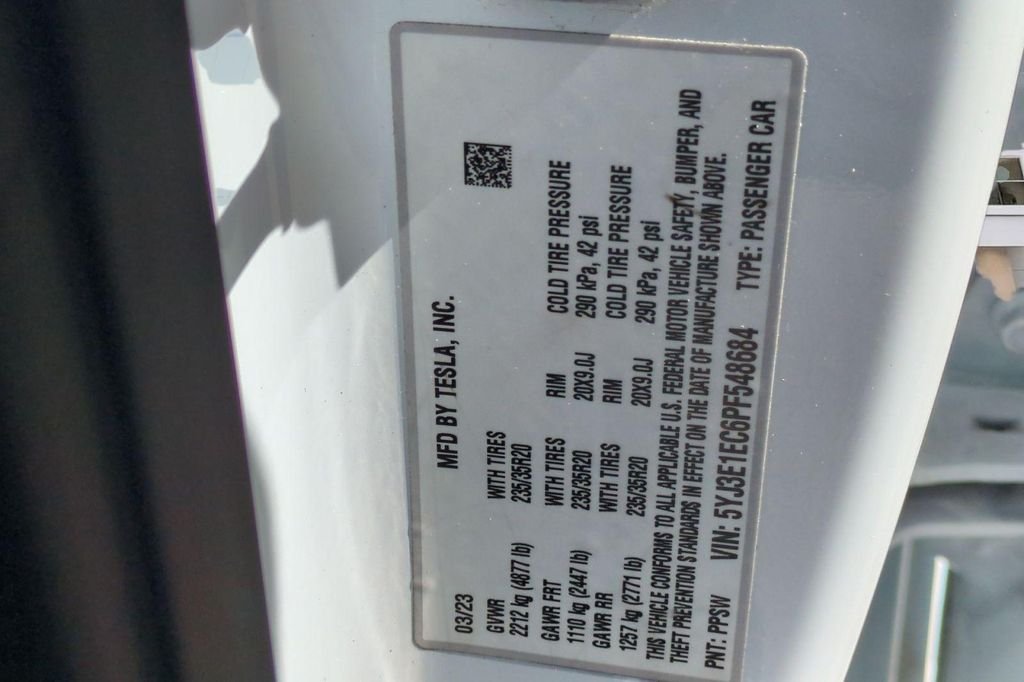 MFD BY TESLA, INC.
03/23
GVWR WITH TIRES RIM COLD TIRE PRESSURE
2212 kg (4877 lb) 235/35R20 20X9.0J 290 kPa, 42 psi
GAWR FRT WITH TIRES RIM COLD TIRE PRESSURE
1110 kg (2447 lb) 235/35R20 20X9.0J 290 kPa, 42 psi
GAWR RR WITH TIRES
1257 kg (2771 lb) 235/35R20
THIS VEHICLE CONFORMS TO ALL APPLICABLE U.S. FEDERAL MOTOR VEHICLE SAFETY, BUMPER, AND
THEFT PREVENTION STANDARDS IN EFFECT ON THE DATE OF MANUFACTURE SHOWN ABOVE.
PNT: PPSW VIN: 5YJ3E1EC6PF548684 TYPE: PASSENGER CAR